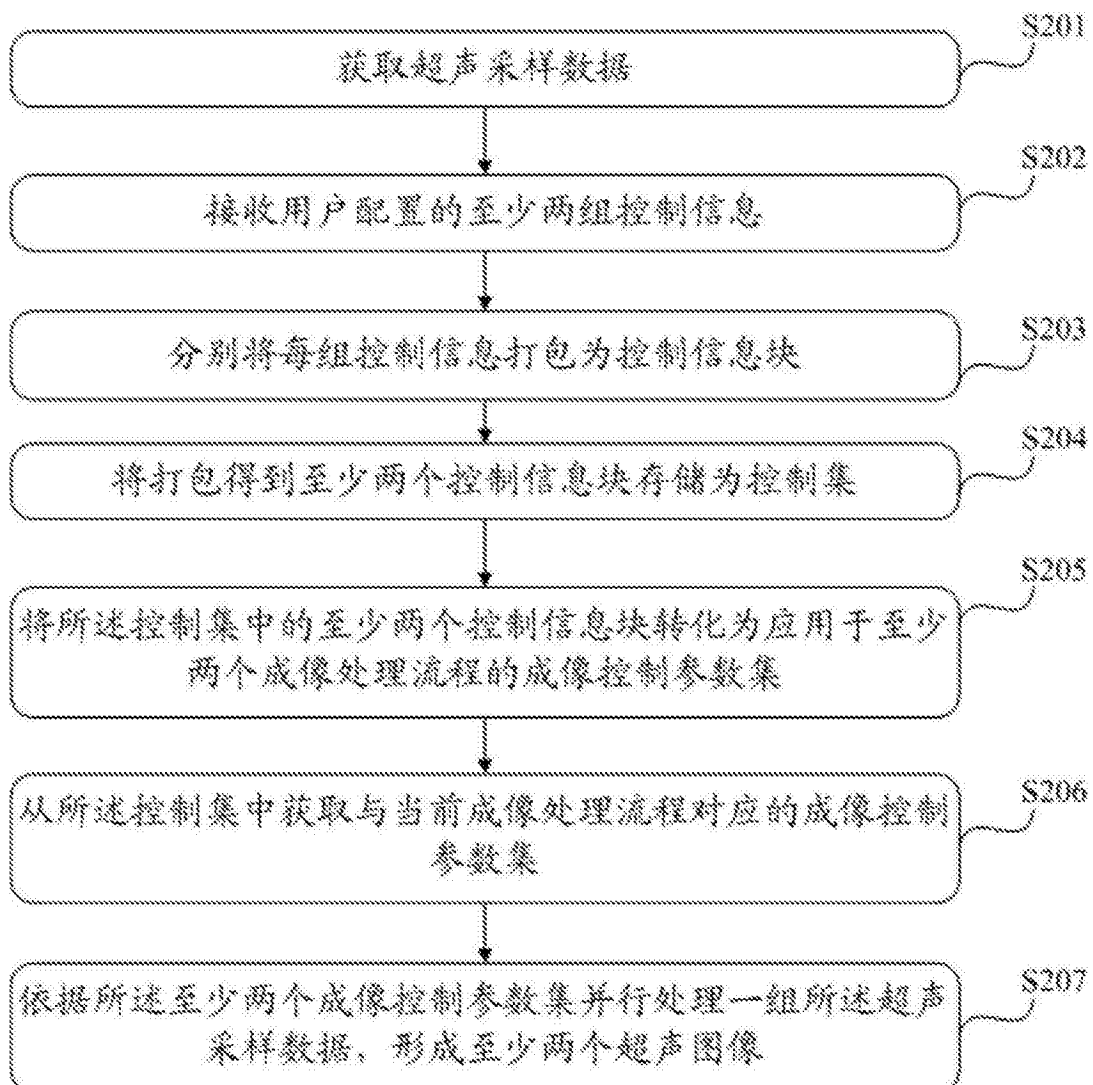 S201
获取超声采样数据
S202
接收用户配置的至少两组控制信息
S203
分别将每组控制信息打包为控制信息块
S204
将打包得到至少两个控制信息块存储为控制集
S205
将所述控制集中的至少两个控制信息块转化为应用于至少
两个成像处理流程的成像控制参数集
S206
从所述控制集中获取与当前成像处理流程对应的成像控制
参数集
S207
依据所述至少两个成像控制参数集并行处理一组所述超声
采样数据，形成至少两个超声图像